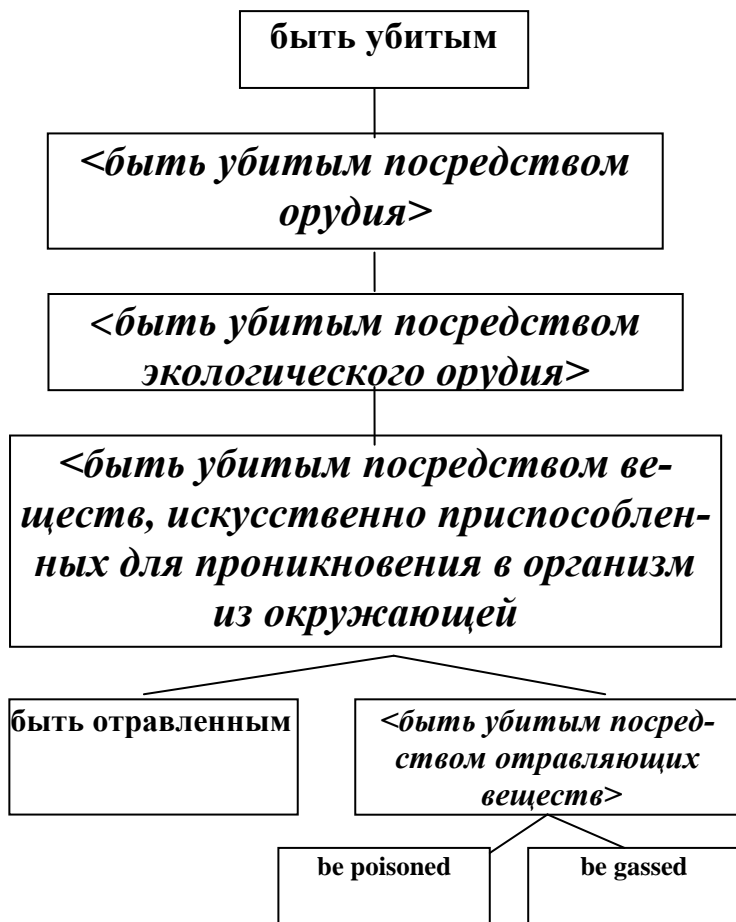 быть убитым
<быть убитым посредством
орудия>
<быть убитым посредством
экологического орудия>
<быть убитым посредством ве-
ществ, искусственно приспособлен-
ных для проникновения в организм
из окружающей
быть отравленным
<быть убитым посред-
ством отравляющих
веществ>
be poisoned
be gassed